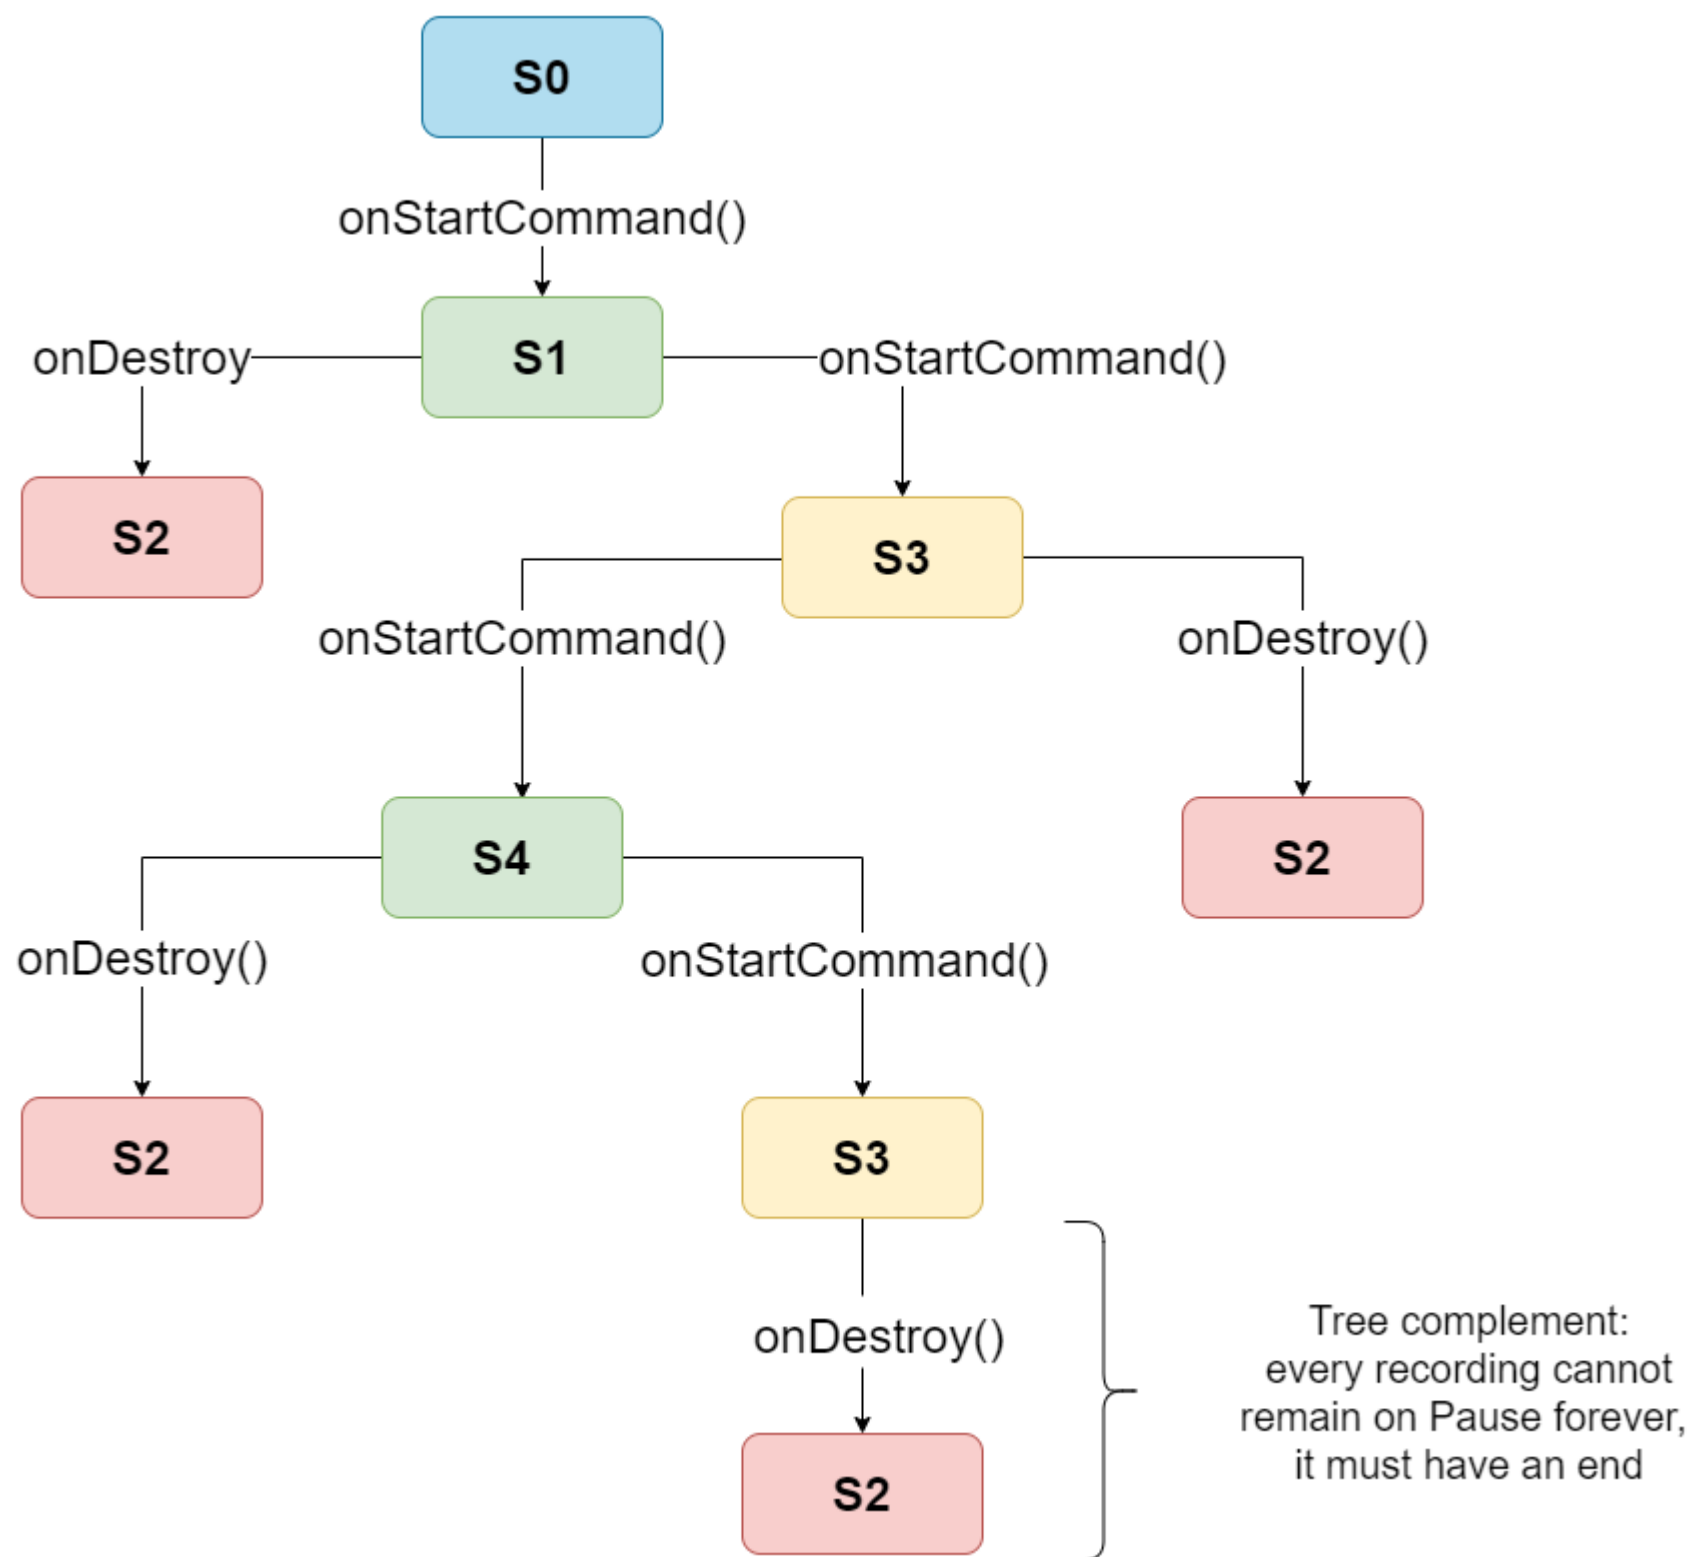 S0
onStartCommand()
onDestroy
S1
onStartCommand()
S2
S3
onStartCommand()
onDestroy()
S4
S2
onDestroy()
onStartCommand()
S2
S3
onDestroy()
Tree complement:
every recording cannot
remain on Pause forever,
it must have an end
S2